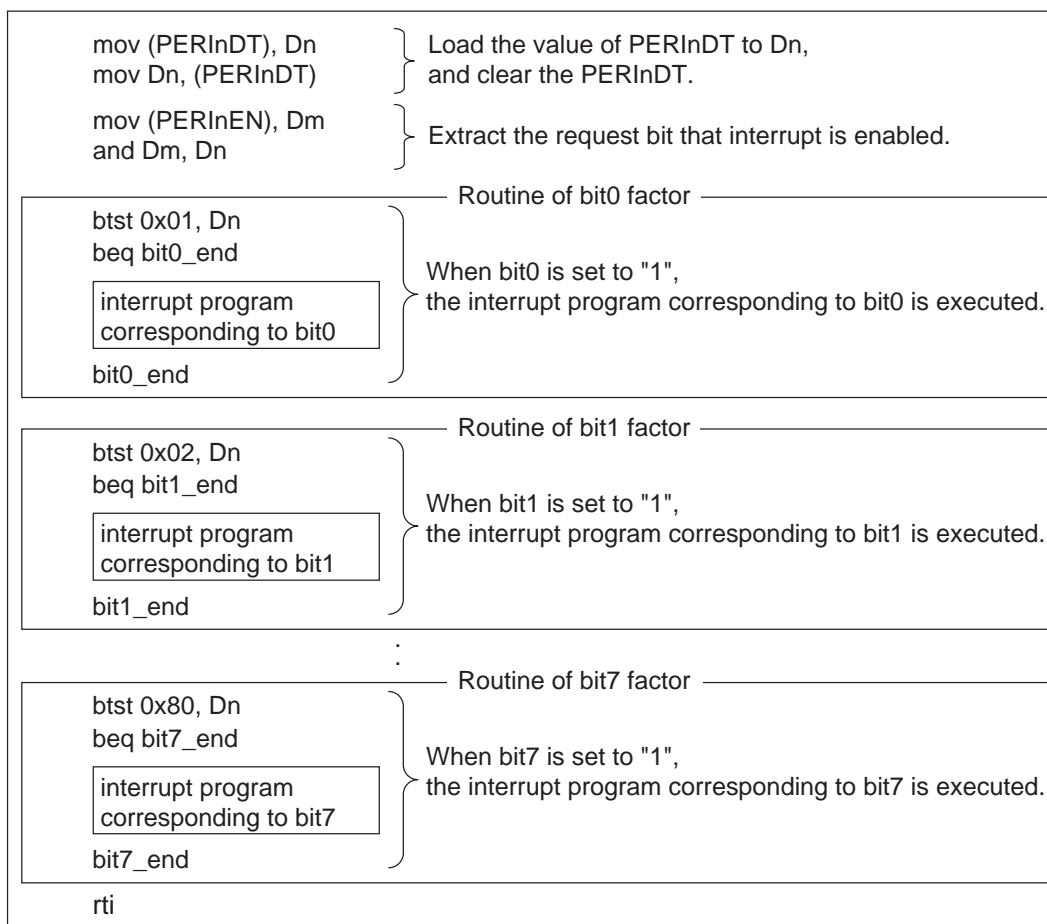 mov (PERInDT), Dn
mov Dn, (PERInDT)
Load the value of PERInDT to Dn,
and clear the PERInDT.
mov (PERInEN), Dm
and Dm, Dn
Extract the request bit that interrupt is enabled.
Routine of bit0 factor
btst 0x01, Dn
beq bit0_end
interrupt program
corresponding to bit0
bit0_end
When bit0 is set to "1",
the interrupt program corresponding to bit0 is executed.
Routine of bit1 factor
btst 0x02, Dn
beq bit1_end
interrupt program
corresponding to bit1
bit1_end
When bit1 is set to "1",
the interrupt program corresponding to bit1 is executed.
:
Routine of bit7 factor
btst 0x80, Dn
beq bit7_end
interrupt program
corresponding to bit7
bit7_end
When bit7 is set to "1",
the interrupt program corresponding to bit7 is executed.
rti